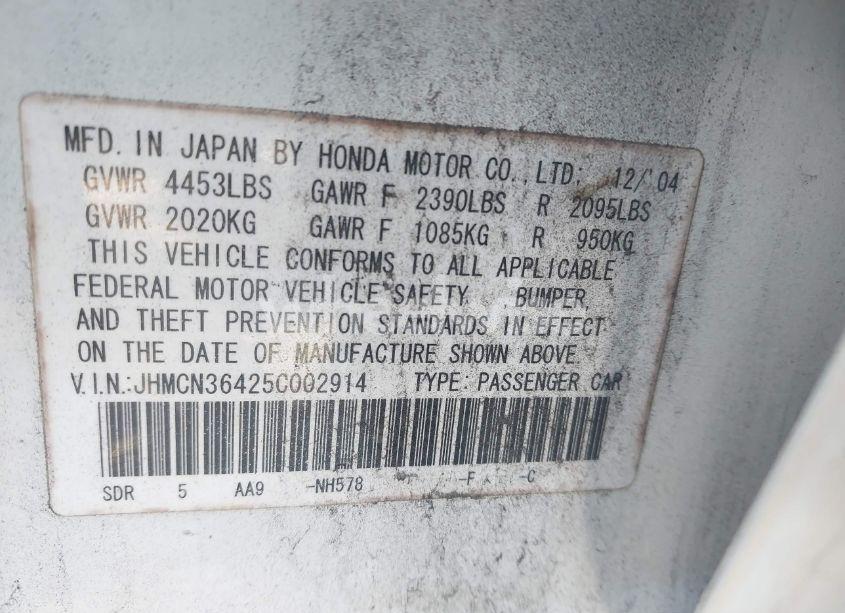 MFD. IN JAPAN BY HONDA MOTOR CO., LTD: 12/'04
GVWR 4453LBS GAWR F 2390LBS R 2095LBS
GVWR 2020KG GAWR F 1085KG R 950KG
THIS VEHICLE CONFORMS TO ALL APPLICABLE
FEDERAL MOTOR VEHICLE SAFETY, BUMPER,
AND THEFT PREVENTION STANDARDS IN EFFECT
ON THE DATE OF MANUFACTURE SHOWN ABOVE.
V.I.N.:JHMCN36425C002914 TYPE: PASSENGER CAR
SDR 5 AA9 -NH578 -F -C